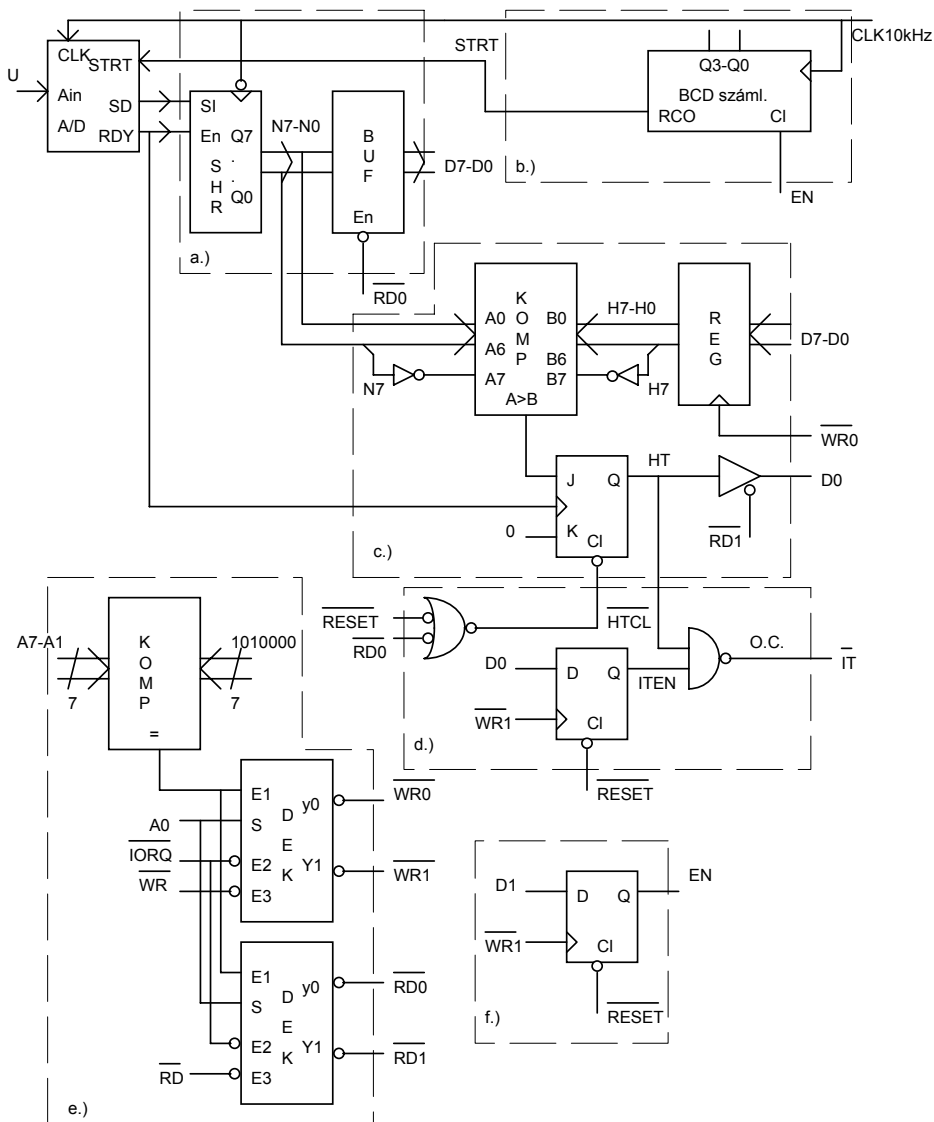 CLK10kHz
CLK
STRT
STRT
U
Ain
SD
A/D
RDY
SI
En
Q7
.
.
Q0
S
H
R
N7-N0
B
U
F
En
D7-D0
RD0
a.)
Q3-Q0
BCD száml.
RCO
CI
EN
b.)
K
O
M
P
A0
A6
A7
B0
B6
B7
A>B
N7
H7-H0
H7
R
E
G
D7-D0
WR0
J
Q
K
Cl
0
HT
D0
RD1
c.)
RESET
RD0
HTCL
D0
D
Q
Cl
WR1
ITEN
O.C.
IT
RESET
d.)
A7-A1
7
K
O
M
P
=
1010000
7
E1
S
E2
E3
D
E
K
y0
Y1
WR0
WR1
A0
IORQ
WR
E1
S
E2
E3
D
E
K
y0
Y1
RD0
RD1
RD
e.)
D1
D
Q
Cl
EN
WR1
RESET
f.)